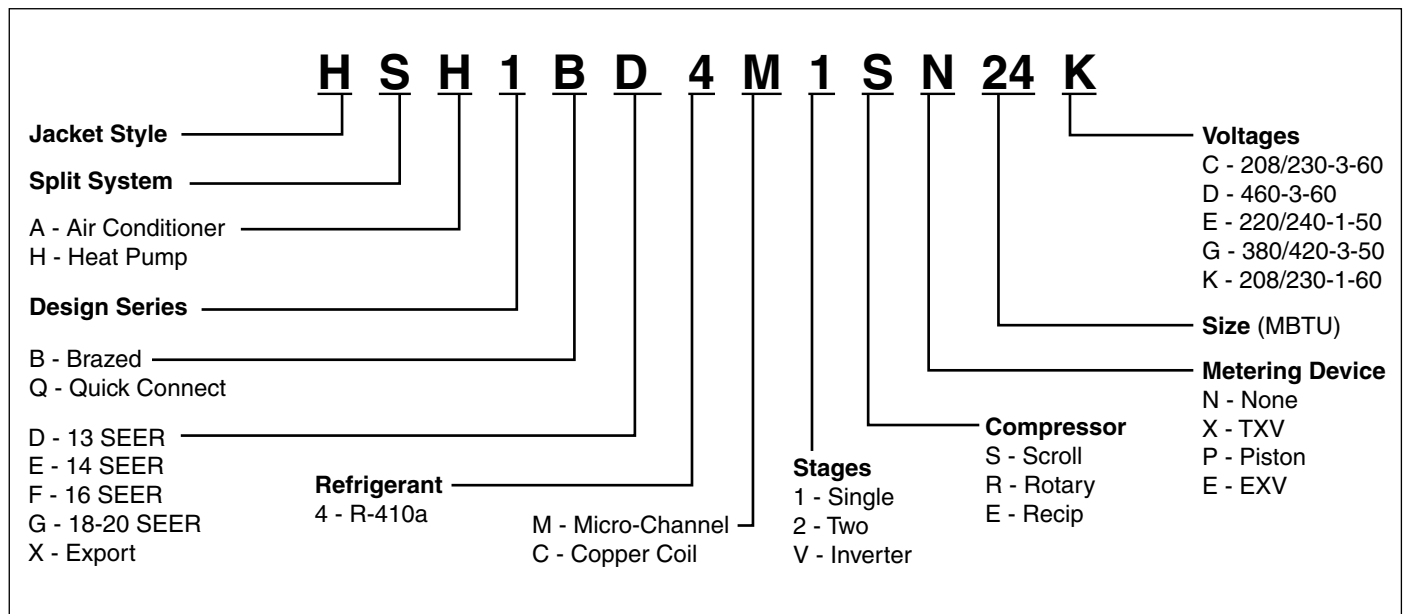 H S H 1 B D 4 M 1 S N 24 K
Jacket Style
Split System
A - Air Conditioner
H - Heat Pump
Design Series
B - Brazed
Q - Quick Connect
D - 13 SEER
E - 14 SEER
F - 16 SEER
G - 18-20 SEER
X - Export
Refrigerant
4 - R-410a
M - Micro-Channel
C - Copper Coil
Stages
1 - Single
2 - Two
V - Inverter
Compressor
S - Scroll
R - Rotary
E - Recip
Metering Device
N - None
X - TXV
P - Piston
E - EXV
Size (MBTU)
Voltages
C - 208/230-3-60
D - 460-3-60
E - 220/240-1-50
G - 380/420-3-50
K - 208/230-1-60